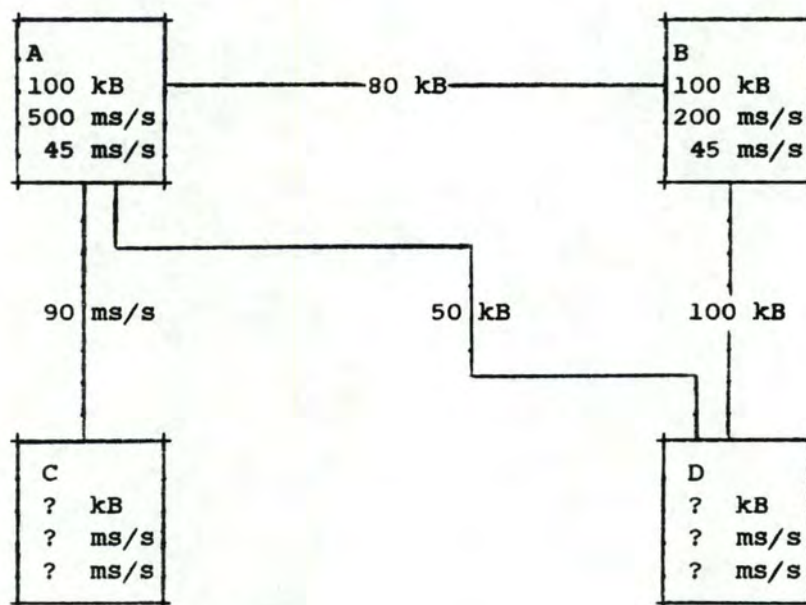 A
100 kB
500 ms/s
45 ms/s
80 kB
B
100 kB
200 ms/s
45 ms/s
90 ms/s
50 kB
100 kB
C
? kB
? ms/s
? ms/s
D
? kB
? ms/s
? ms/s